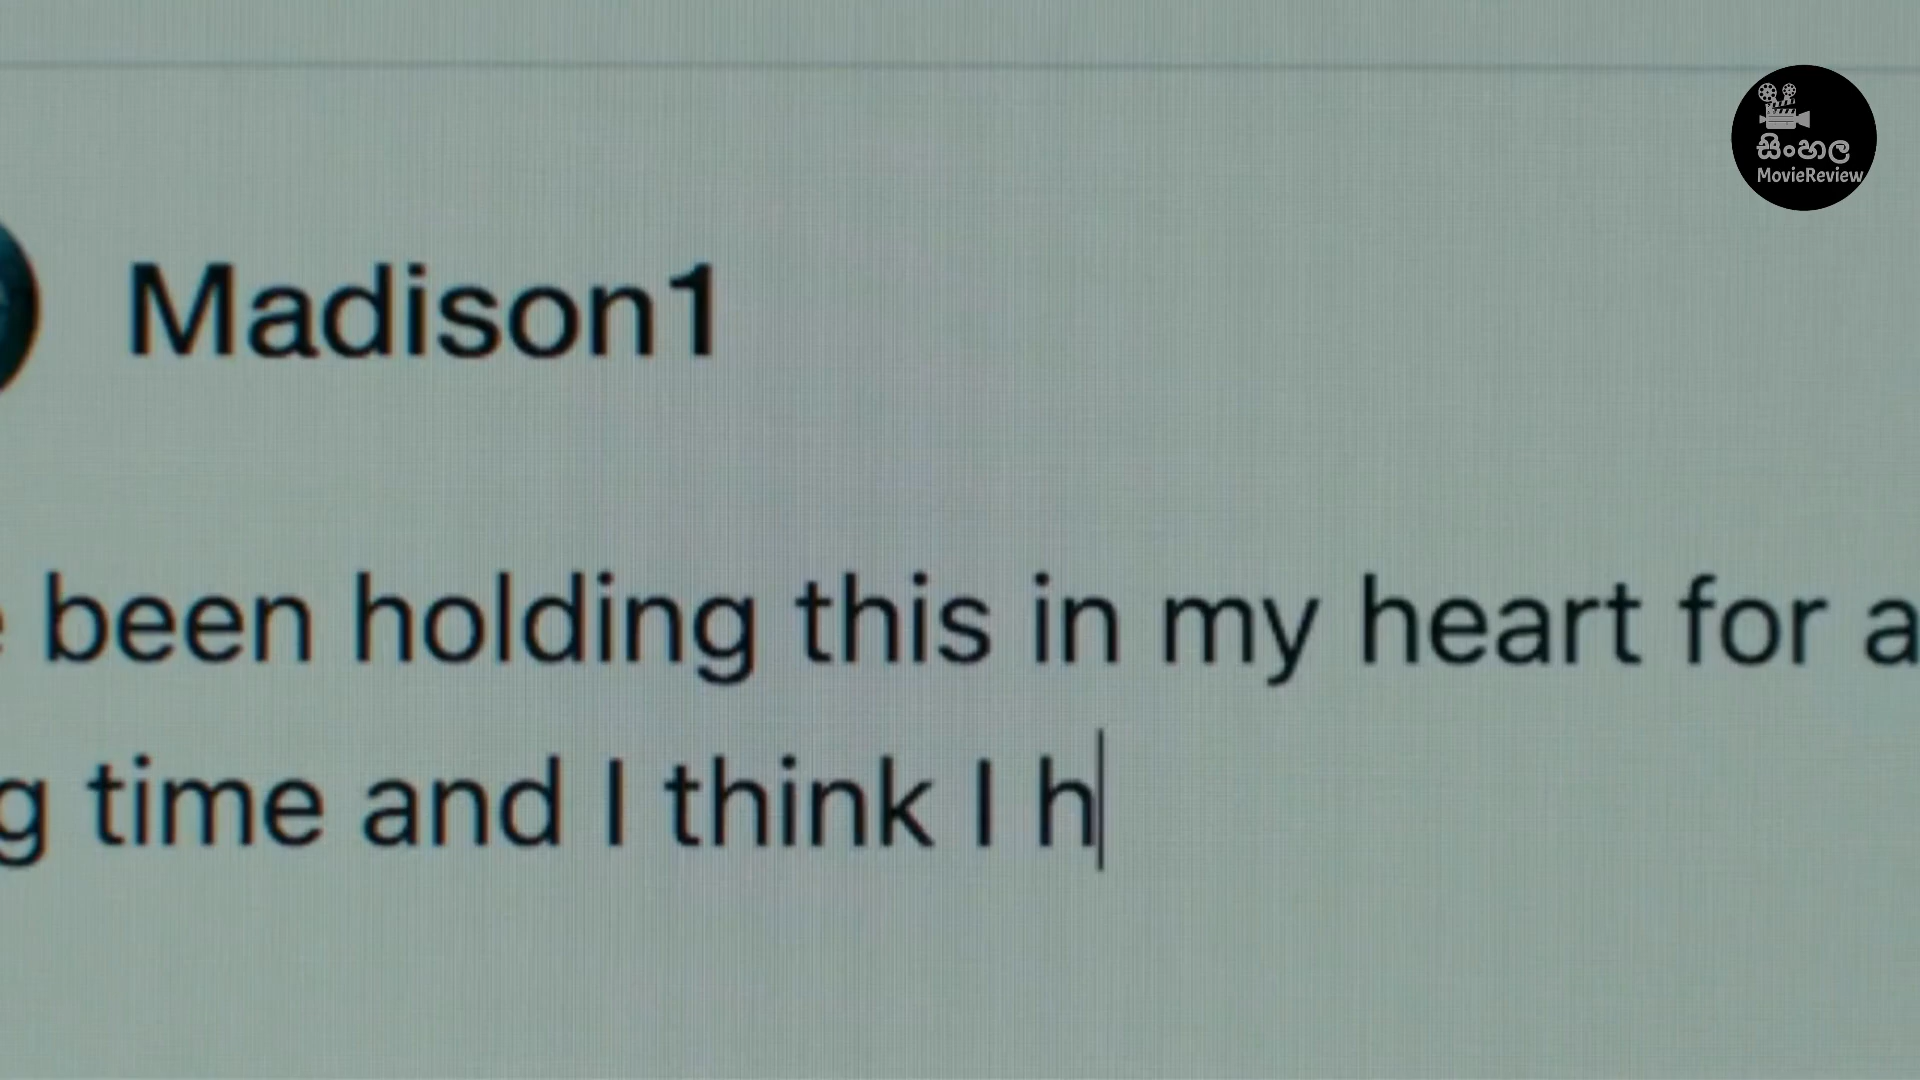 සිංහල
MovieReview
Madison1
been holding this in my heart for a
time and I think I h